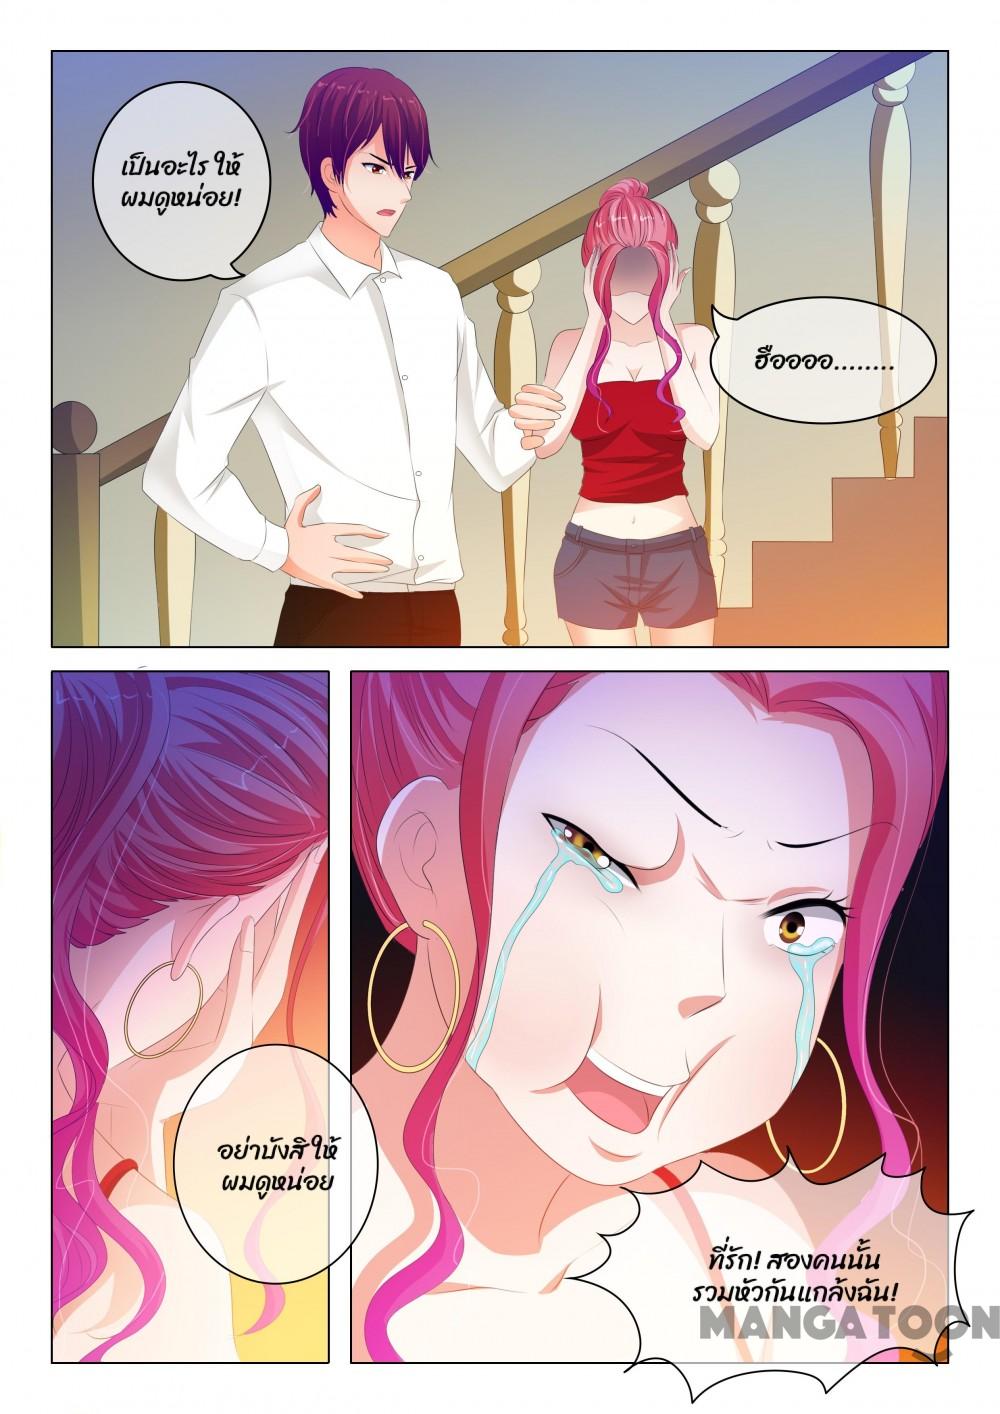 เป็นอะไร ให้
ผมดูหน่อย!
ฮืออออ........
อย่าบังสิ ให้
ผมดูหน่อย
ที่รัก! สองคนนั้น
รวมหัวกันแกล้งฉัน!
MANGATOON